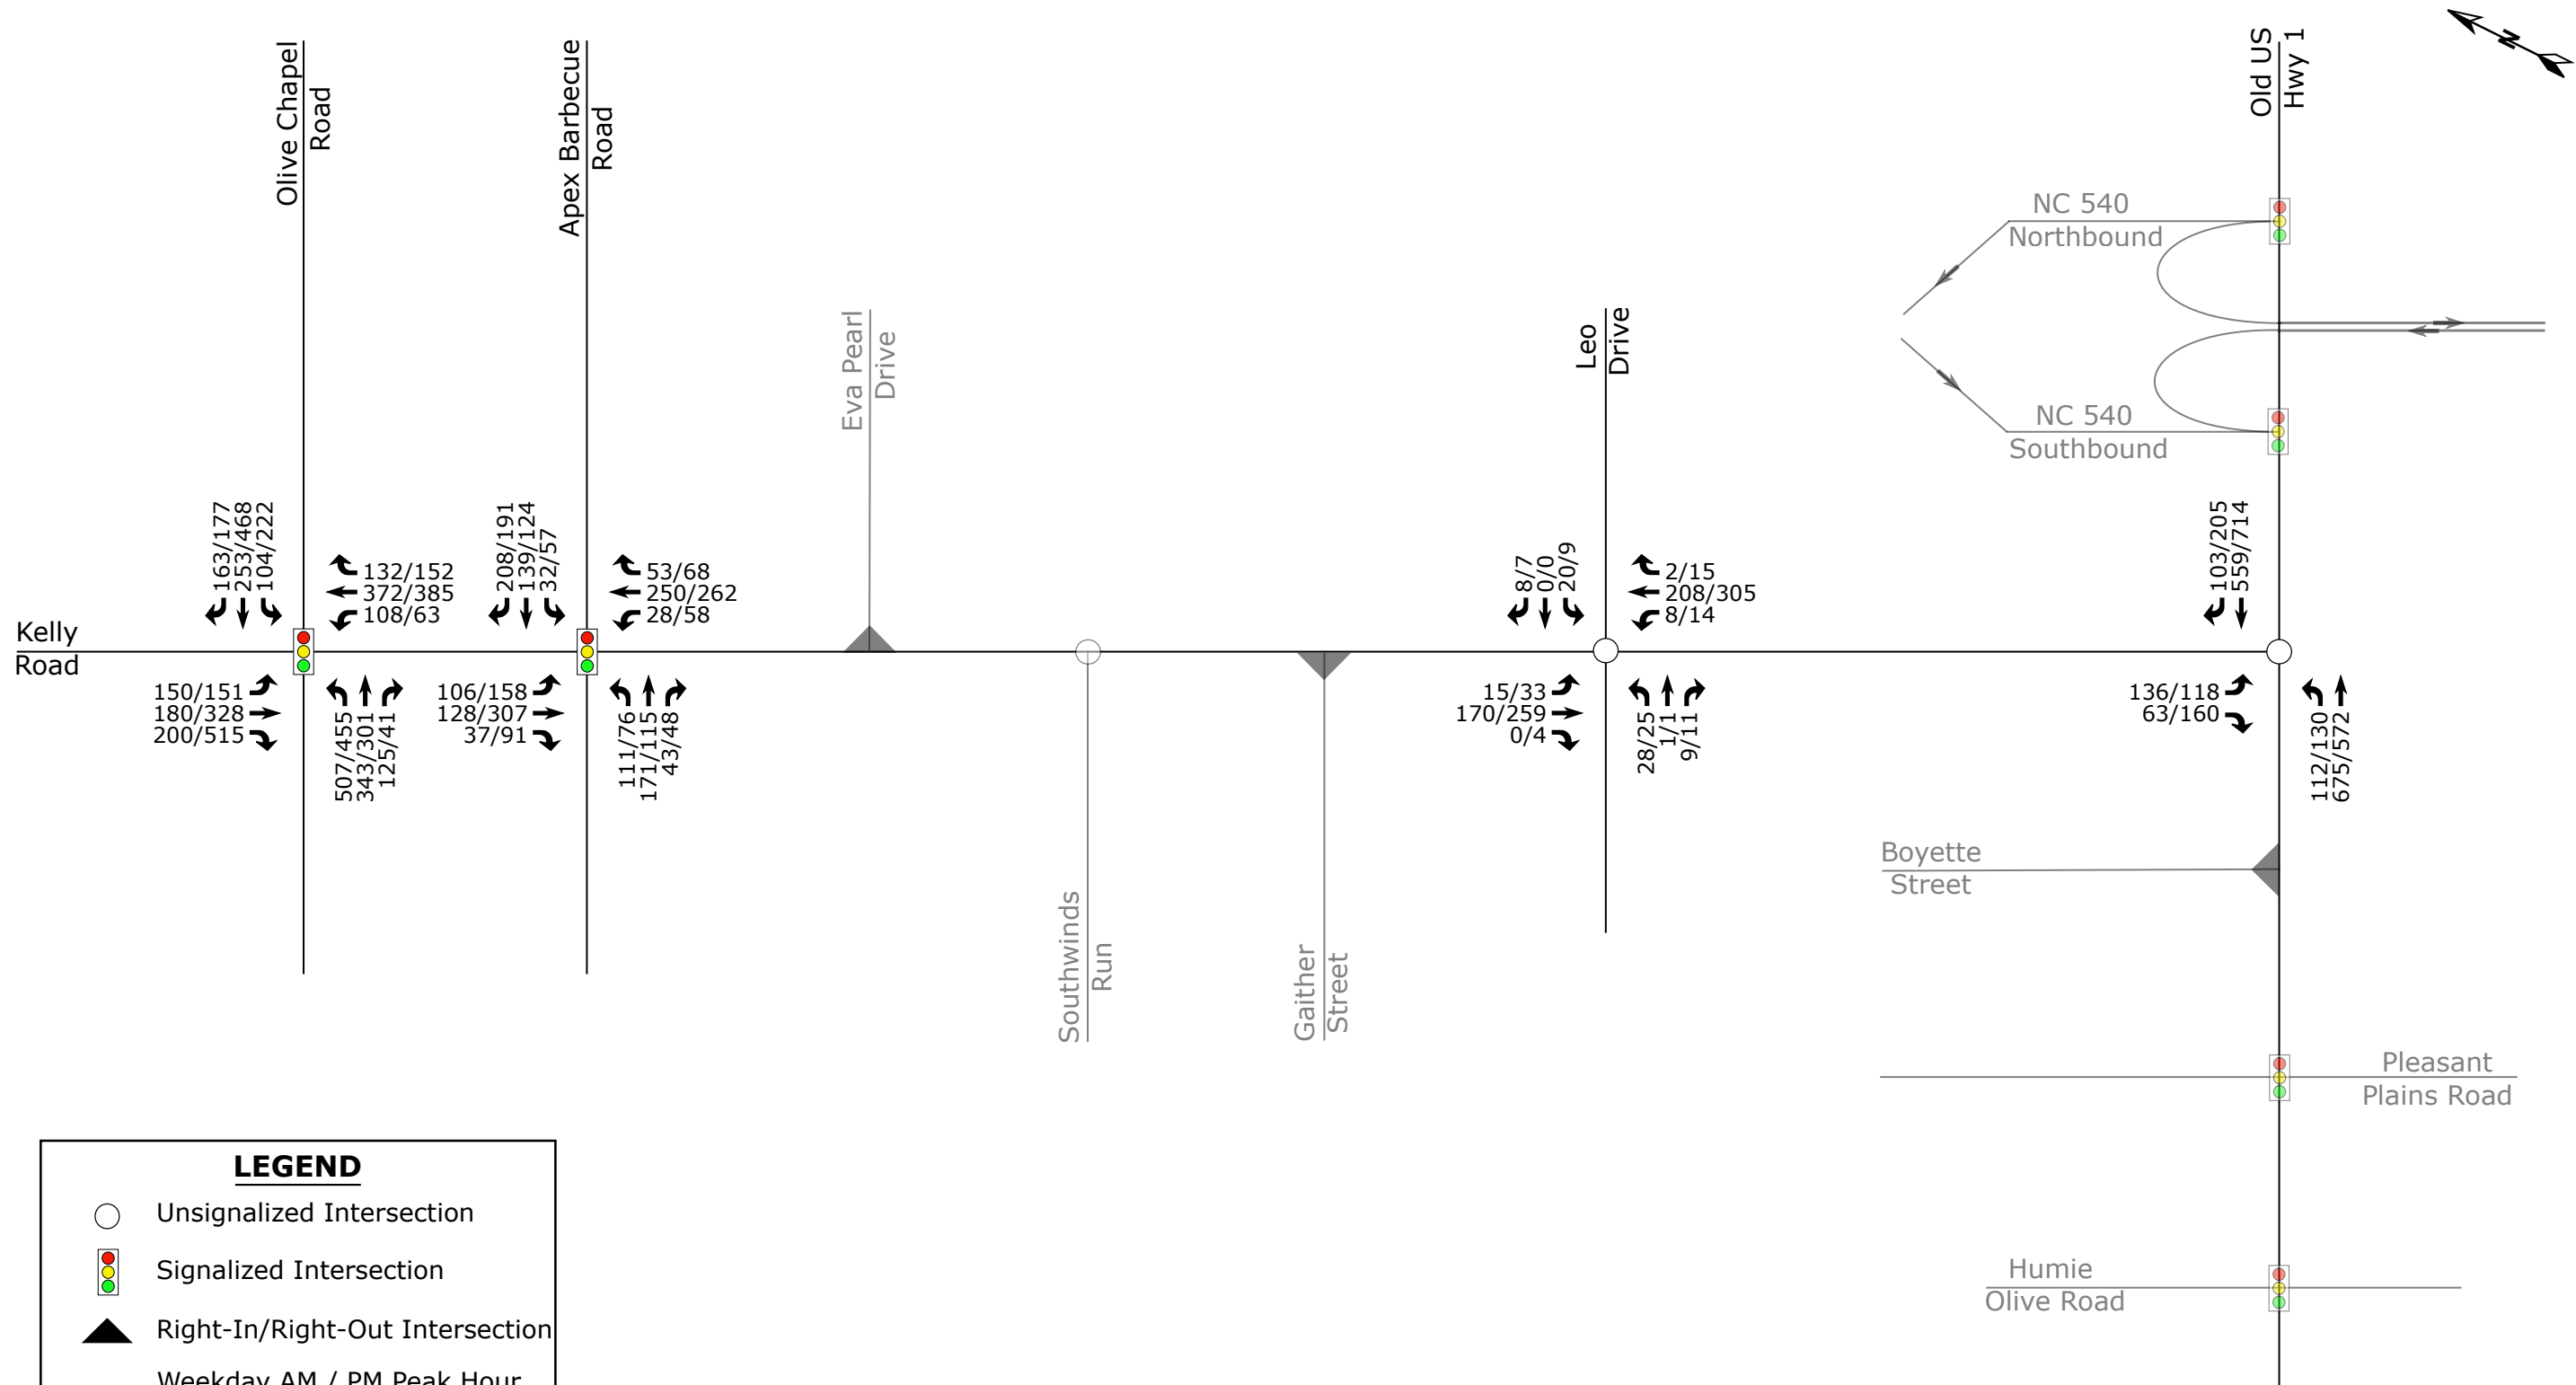 Olive Chapel
Road
Apex Barbecue
Road
Eva Pearl
Drive
Leo
Drive
Old US
Hwy 1
N
NC 540
Northbound
NC 540
Southbound
163/177
253/468
104/222
132/152
372/385
108/63
208/191
139/124
32/57
53/68
250/262
28/58
8/7
0/0
20/9
2/15
208/305
8/14
103/205
559/714
Kelly
Road
150/151
180/328
200/515
507/455
343/301
125/41
106/158
128/307
37/91
111/76
171/115
43/48
15/33
170/259
0/4
28/25
1/1
9/11
136/118
63/160
112/130
675/572
Southwinds
Run
Gaither
Street
Boyette
Street
Pleasant
Plains Road
Humie
Olive Road
LEGEND
Unsignalized Intersection
Signalized Intersection
Right-In/Right-Out Intersection
Weekday AM / PM Peak Hour